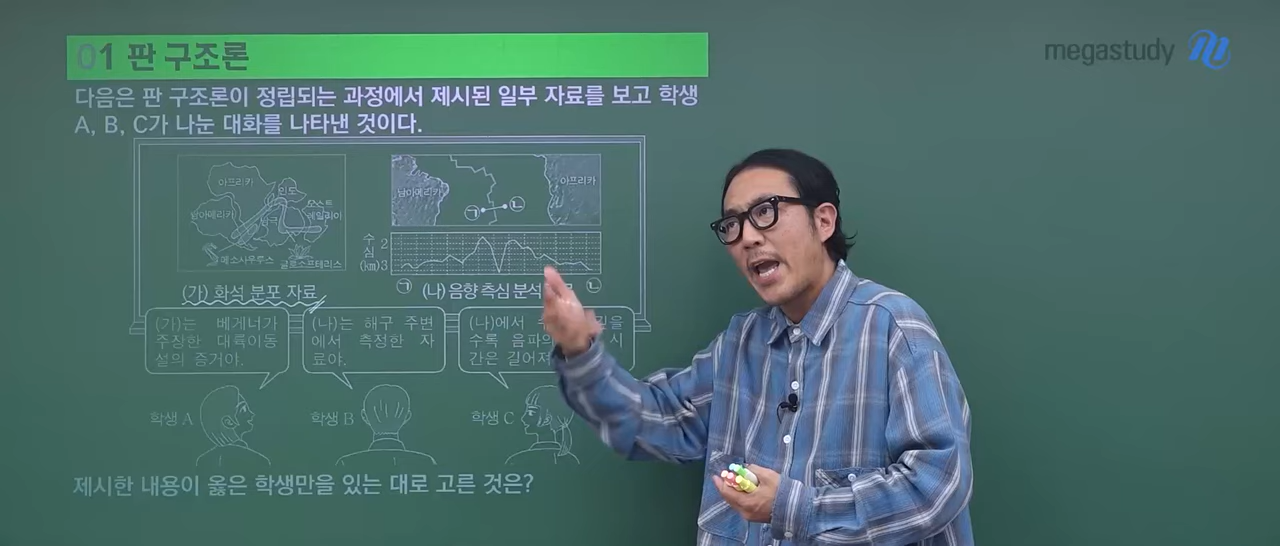 01 판 구조론
megastudy
다음은 판 구조론이 정립되는 과정에서 제시된 일부 자료를 보고 학생
A, B, C가 나눈 대화를 나타낸 것이다.
아프리카
인도
오스트
레일리아
남아메리카
남극
메소사우루스
글로소프테리스
(가) 화석 분포 자료
남아메리카
아프리카
㉠
㉡
수
심
(km)
2
3
㉠
㉡
(나) 음향 측심 분석
(가)는 베게너가
주장한 대륙이동
설의 증거야.
(나)는 해구 주변
에서 측정한 자
료야.
(나)에서
수록 음파의 시
간은 길어져
학생 A
학생 B
학생 C
제시한 내용이 옳은 학생만을 있는 대로 고른 것은?